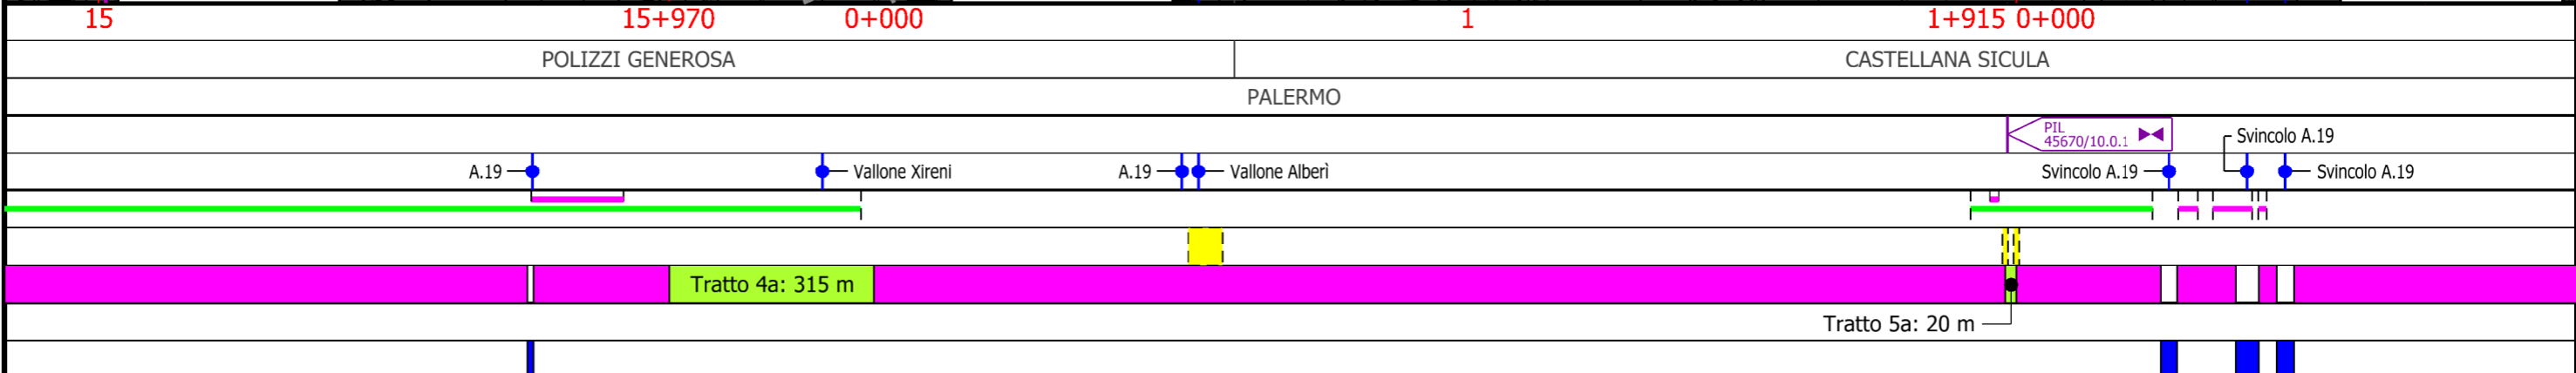 15 15+970 0+000 1 1+915 0+000
POLIZZI GENEROSA CASTELLANA SICULA
PALERMO
PIL
45670/10.0.1
Svincolo A.19
A.19 Vallone Xireni A.19 Vallone Alberì Svincolo A.19 Svincolo A.19
Tratto 4a: 315 m
Tratto 5a: 20 m